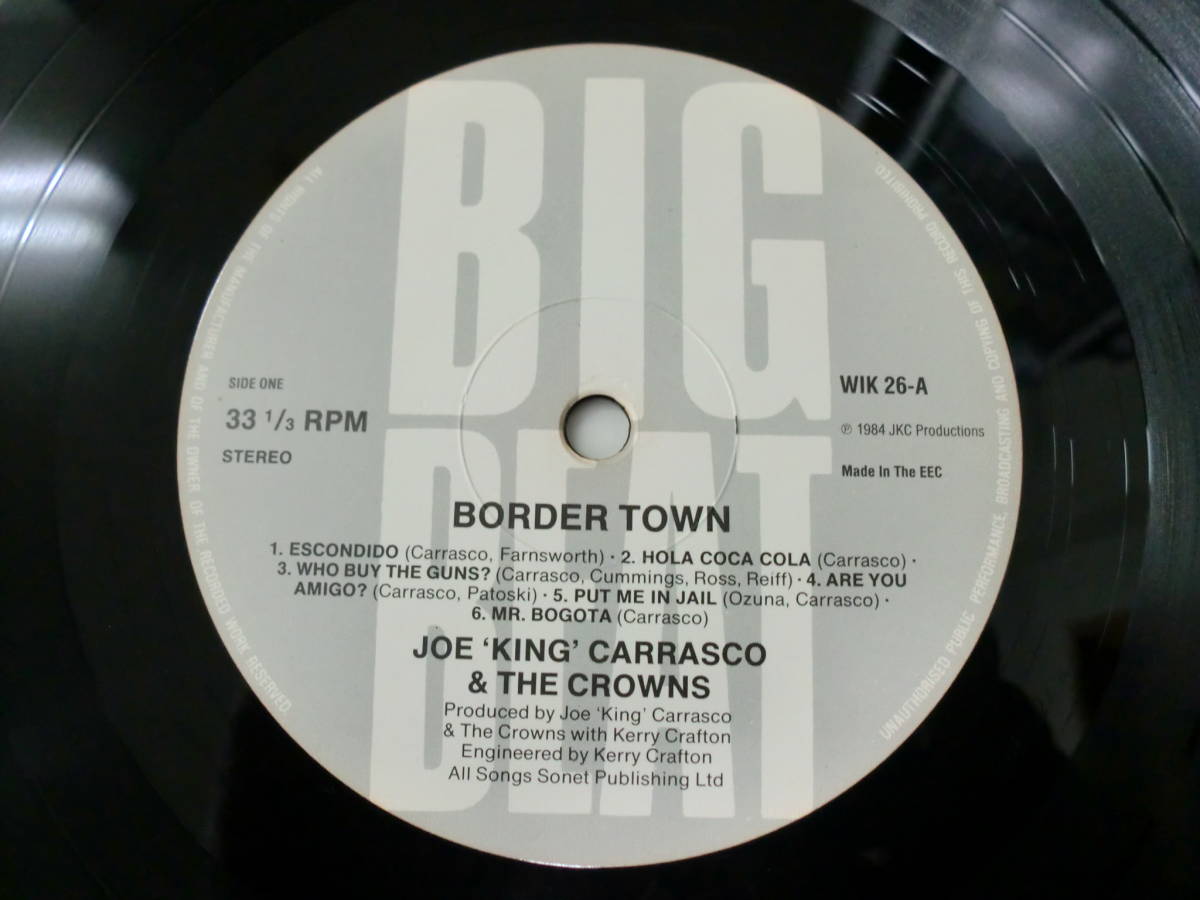 BIG
BEAT
SIDE ONE
33 1/3 RPM
STEREO
WIK 26-A
℗ 1984 JKC Productions
Made In The EEC
BORDER TOWN
1. ESCONDIDO (Carrasco, Farnsworth) · 2. HOLA COCA COLA (Carrasco) ·
3. WHO BUY THE GUNS? (Carrasco, Cummings, Ross, Reiff) · 4. ARE YOU
AMIGO? (Carrasco, Patoski) · 5. PUT ME IN JAIL (Ozuna, Carrasco) ·
6. MR. BOGOTA (Carrasco)
JOE ‘KING’ CARRASCO
& THE CROWNS
Produced by Joe ‘King’ Carrasco
& The Crowns with Kerry Crafton
Engineered by Kerry Crafton
All Songs Sonet Publishing Ltd
ALL RIGHTS OF THE MANUFACTURER AND OF THE OWNER OF THE RECORDED WORK RESERVED
UNAUTHORISED PUBLIC PERFORMANCE, BROADCASTING AND COPYING OF THIS RECORD PROHIBITED.